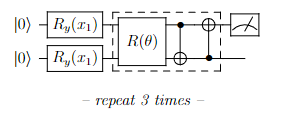 |0⟩ R_y(x_1) R(θ)
|0⟩ R_y(x_1)
– repeat 3 times –